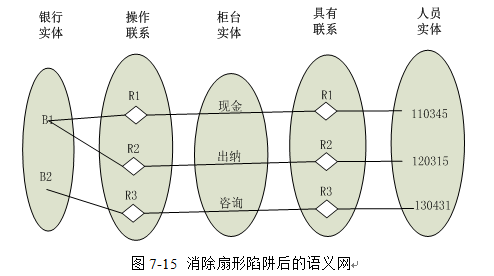 银行 操作 柜台 具有 人员
实体 联系 实体 联系 实体
R1 R1
现金
B1 110345
R2 出纳 R2 120315
B2
R3 咨询 R3 130431
图 7-15 消除扇形陷阱后的语义网